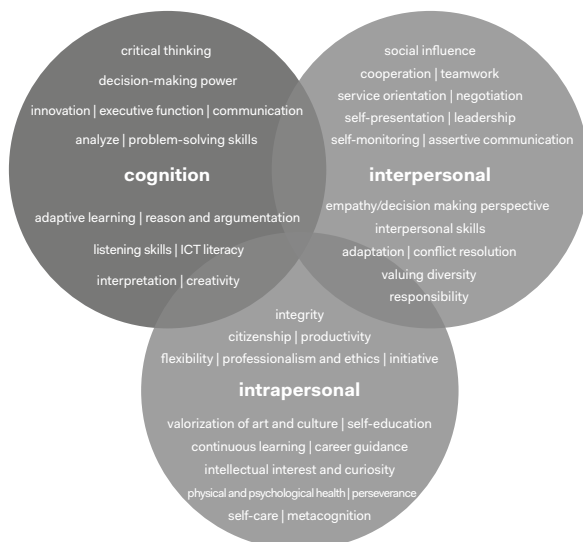 critical thinking
decision-making power
innovation | executive function | communication
analyze | problem-solving skills
cognition
adaptive learning | reason and argumentation
listening skills | ICT literacy
interpretation | creativity
social influence
cooperation | teamwork
service orientation | negotiation
self-presentation | leadership
self-monitoring | assertive communication
interpersonal
empathy/decision making perspective
interpersonal skills
adaptation | conflict resolution
valuing diversity
responsibility
integrity
citizenship | productivity
flexibility | professionalism and ethics | initiative
intrapersonal
valorization of art and culture | self-education
continuous learning | career guidance
intellectual interest and curiosity
physical and psychological health | perseverance
self-care | metacognition